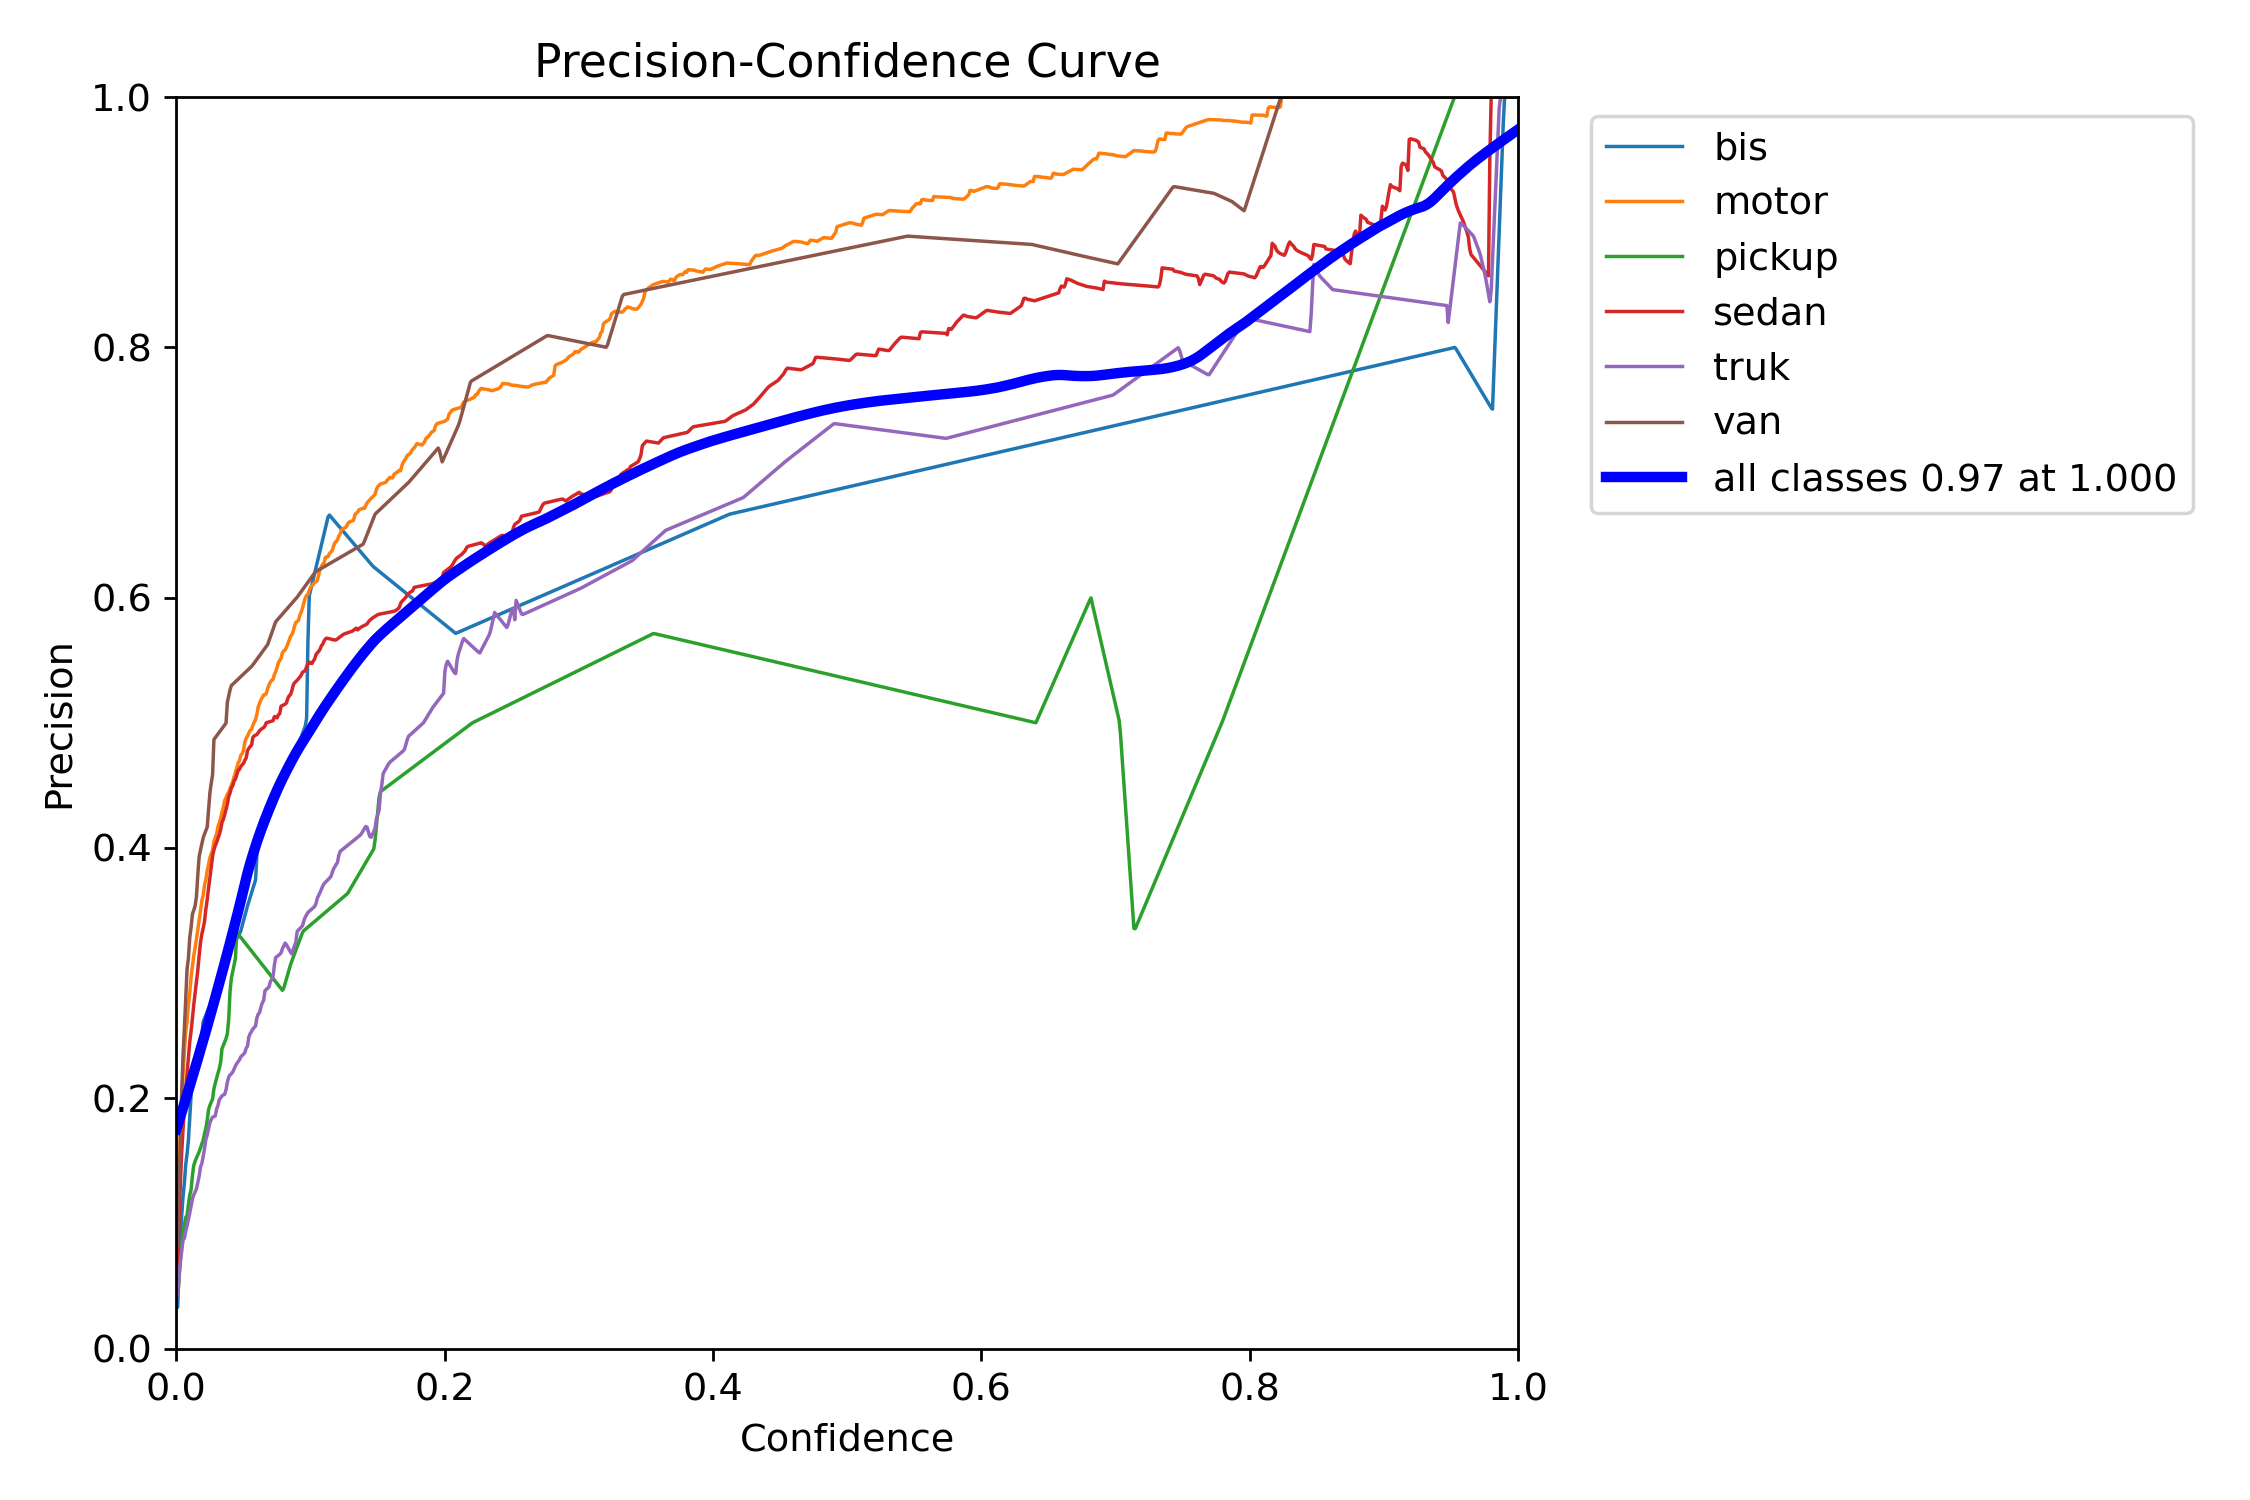 Precision-Confidence Curve
1.0
0.8
0.6
0.4
0.2
0.0
Precision
0.0 0.2 0.4 0.6 0.8 1.0
Confidence
bis
motor
pickup
sedan
truk
van
all classes 0.97 at 1.000